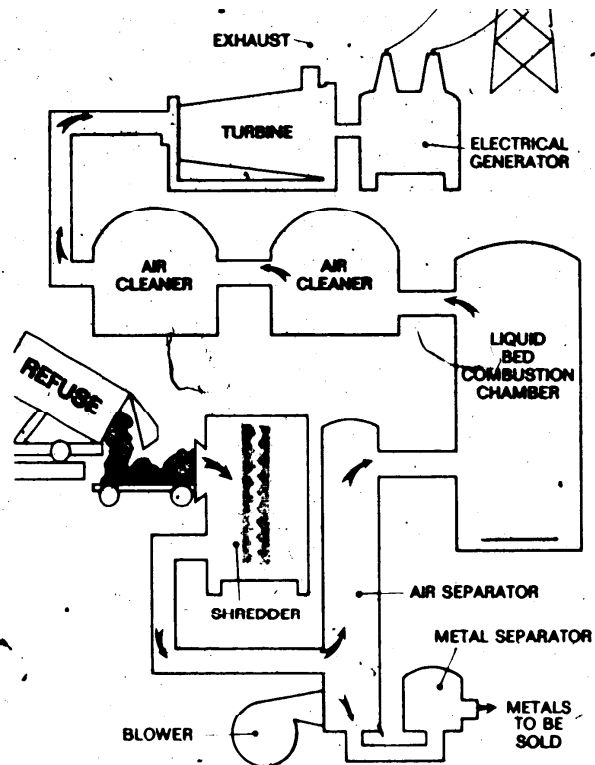 EXHAUST
TURBINE
ELECTRICAL
GENERATOR
AIR
CLEANER
AIR
CLEANER
LIQUID
BED
COMBUSTION
CHAMBER
REFUSE
SHREDDER
AIR SEPARATOR
METAL SEPARATOR
METALS
TO BE
SOLD
BLOWER